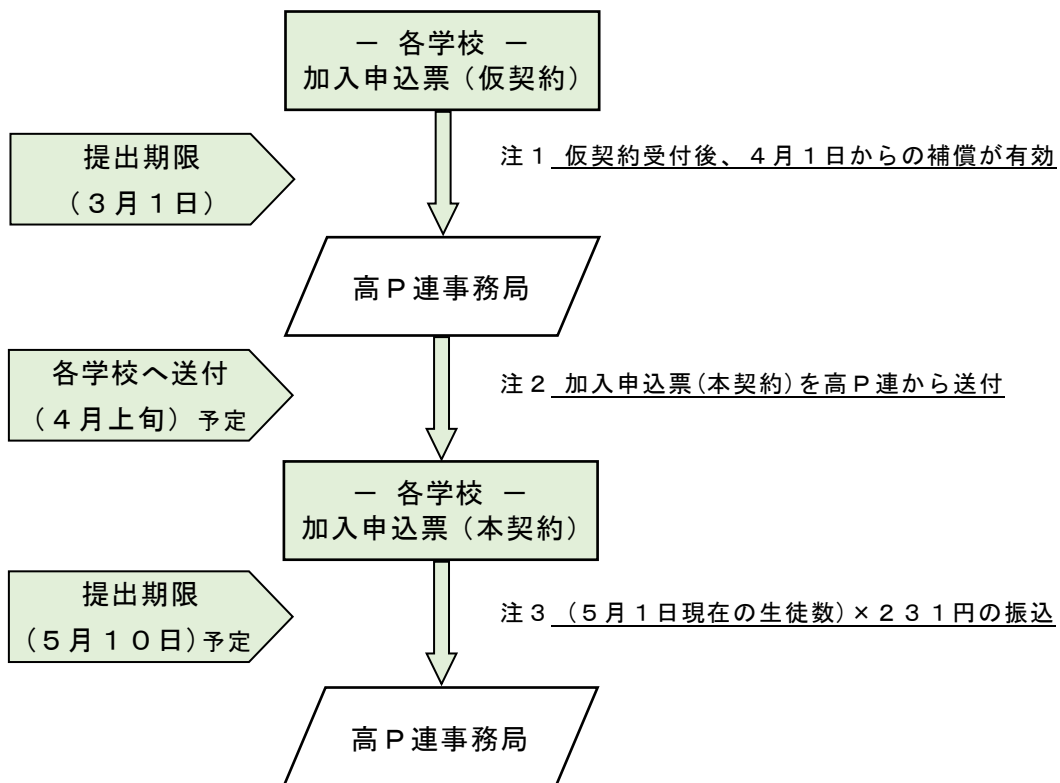 － 各学校 －
加入申込票（仮契約）
提出期限
（３月１日）
注１ 仮契約受付後、４月１日からの補償が有効
高Ｐ連事務局
各学校へ送付
（４月上旬）予定
注２ 加入申込票(本契約)を高Ｐ連から送付
－ 各学校 －
加入申込票（本契約）
提出期限
(５月１０日)予定
注３ (５月１日現在の生徒数)×２３１円の振込
高Ｐ連事務局